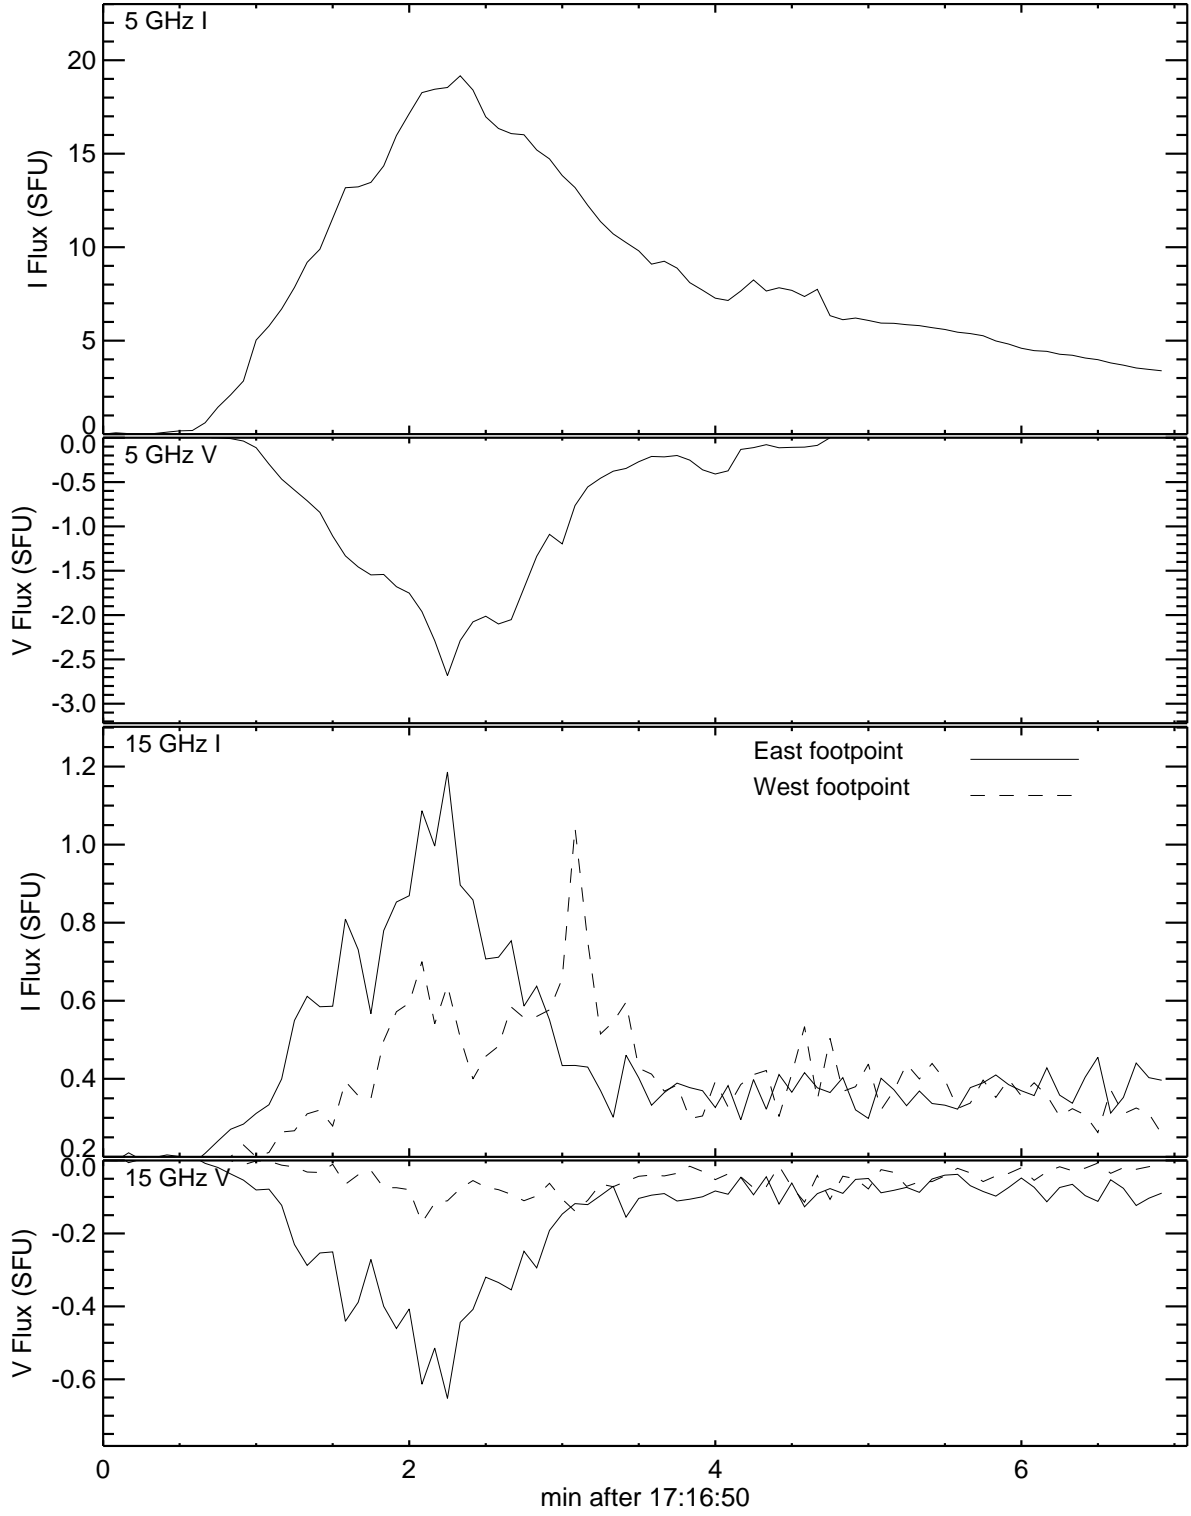 5 GHz I
20
15
10
5
0
I Flux (SFU)
5 GHz V
0.0
-0.5
-1.0
-1.5
-2.0
-2.5
-3.0
V Flux (SFU)
15 GHz I
East footpoint
West footpoint
1.2
1.0
0.8
0.6
0.4
0.2
I Flux (SFU)
15 GHz V
0.0
-0.2
-0.4
-0.6
V Flux (SFU)
0 2 4 6
min after 17:16:50